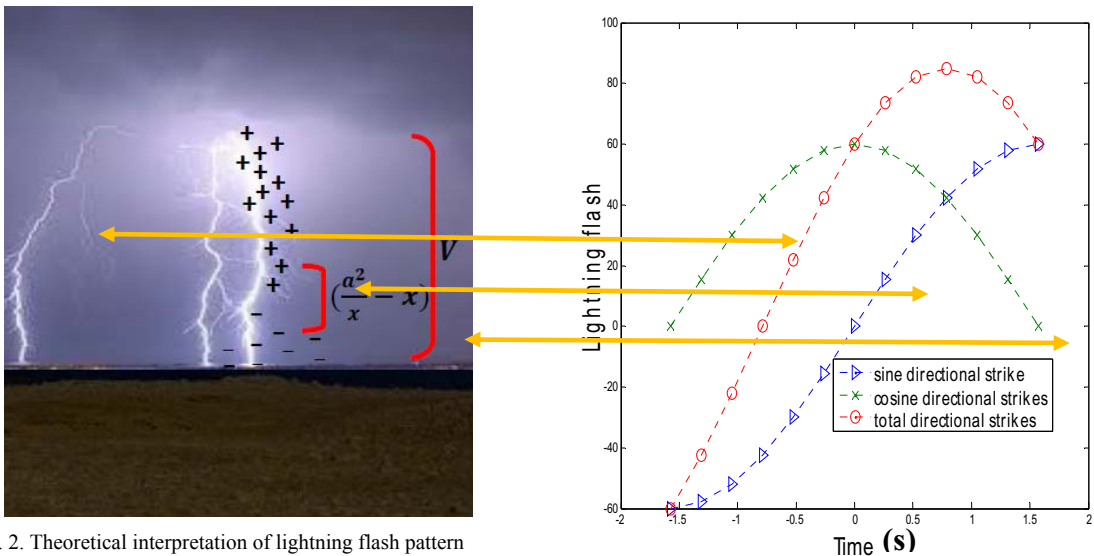 V
(a²/x − x)
. 2. Theoretical interpretation of lightning flash pattern
Lightning flash
100
80
60
40
20
0
-20
-40
-60
-2
-1.5
-1
-0.5
0
0.5
1
1.5
2
Time (s)
sine directional strike
cosine directional strikes
total directional strikes